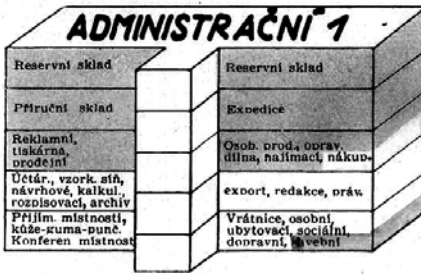 ADMINISTRAČNÍ 1
Reservní sklad
Příruční sklad
Reklamní,
tiskárna,
prodejní
Účtár., vzork. síň,
návrhové, kalkul.,
rozpisovací, archiv
Přijím. místnosti,
kůže-guma-punč.
Konferen místnost
Reservní sklad
Expedice
Osob. prod., oprav.
dílna, najímací, nákup.
export, redakce, práv.
Vrátnice, osobní,
ubytovací, sociální,
dopravní, stavební